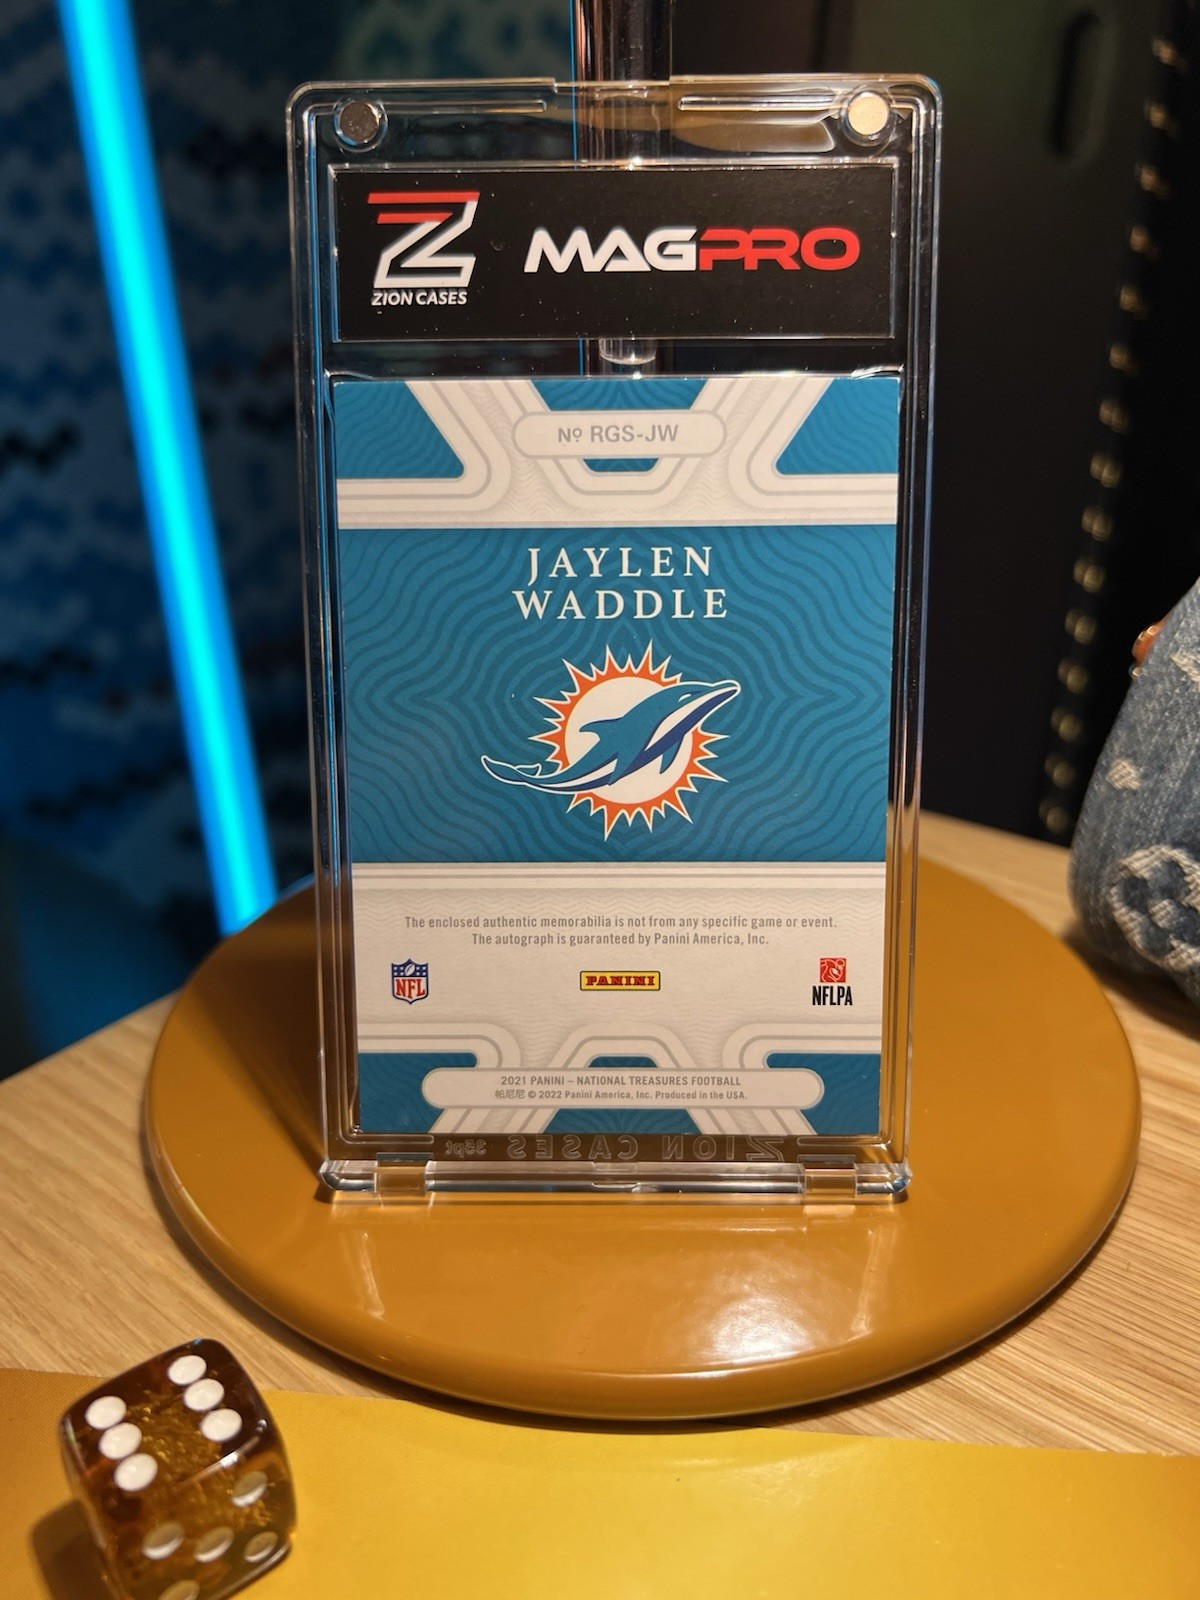 Z
ZION CASES
MAGPRO
Nº RGS-JW
JAYLEN
WADDLE
The enclosed authentic memorabilia is not from any specific game or event.
The autograph is guaranteed by Panini America, Inc.
NFL
PANINI
NFLPA
2021 PANINI – NATIONAL TREASURES FOOTBALL
帕尼尼 © 2022 Panini America, Inc. Produced in the USA.
35pt ZION CASES